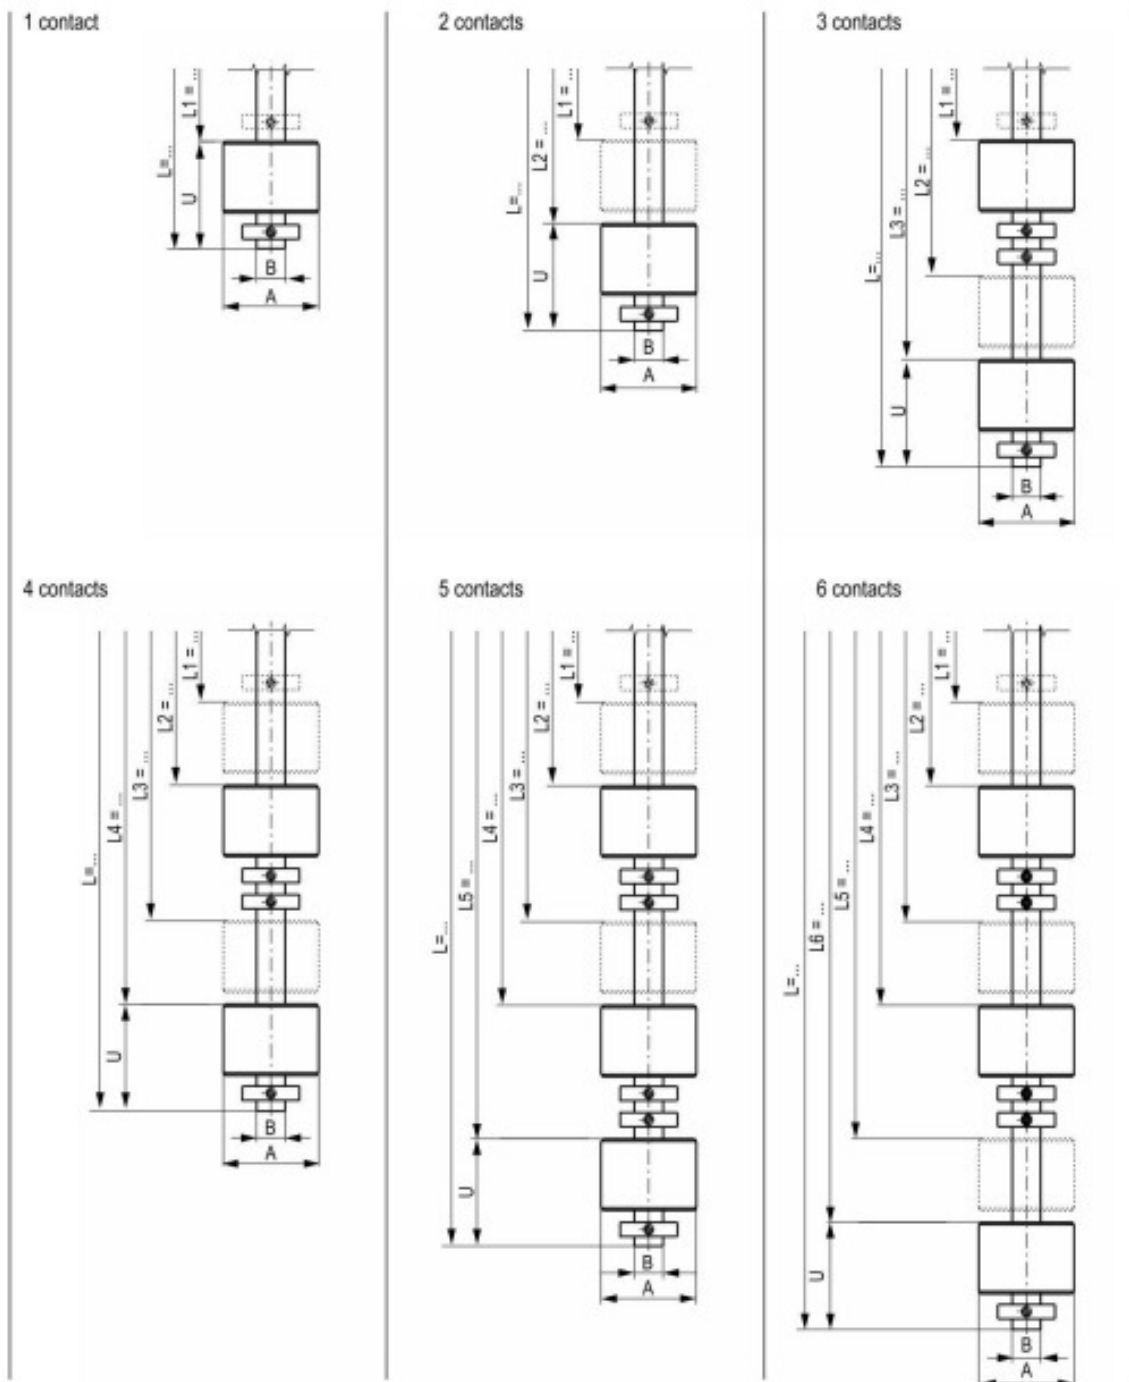 1 contact
L1 = ...
L=...
U
B
A
2 contacts
L1 = ...
L2 = ...
L=...
U
B
A
3 contacts
L1 = ...
L2 = ...
L3 = ...
L=...
U
B
A
4 contacts
L1 = ...
L2 = ...
L3 = ...
L4 = ...
L=...
U
B
A
5 contacts
L1 = ...
L2 = ...
L3 = ...
L4 = ...
L5 = ...
L=...
U
B
A
6 contacts
L1 = ...
L2 = ...
L3 = ...
L4 = ...
L5 = ...
L6 = ...
L=...
U
B
A